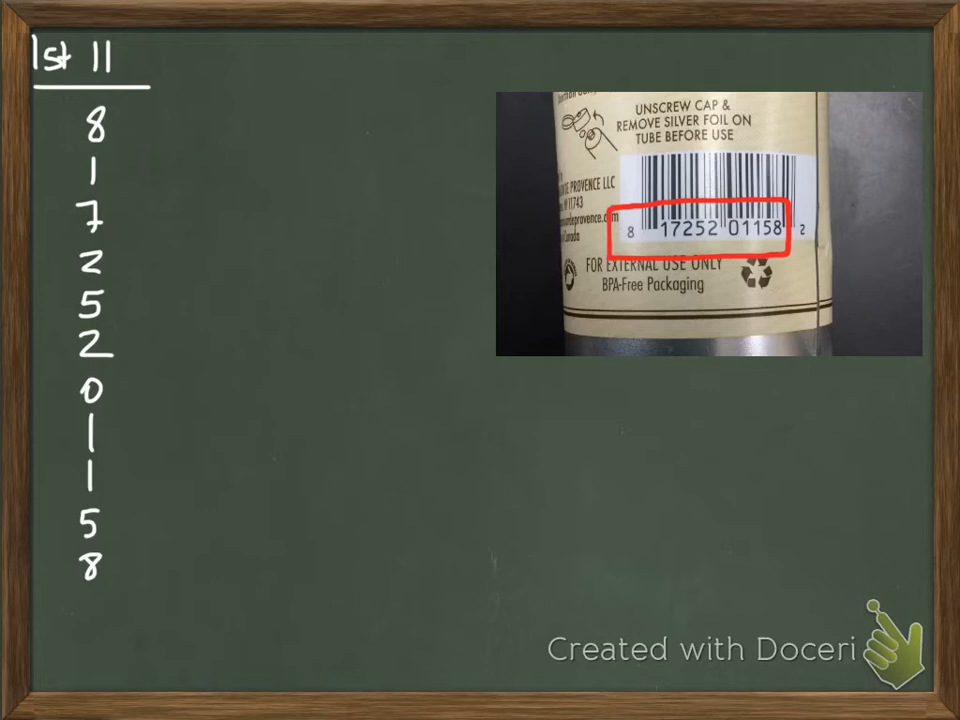 1st 11
8
1
7
2
5
2
0
1
1
5
8
UNSCREW CAP &
REMOVE SILVER FOIL ON
TUBE BEFORE USE
PROVENCE LLC
11743
8 17252 01158 2
FOR EXTERNAL USE ONLY
BPA-Free Packaging
Created with Doceri